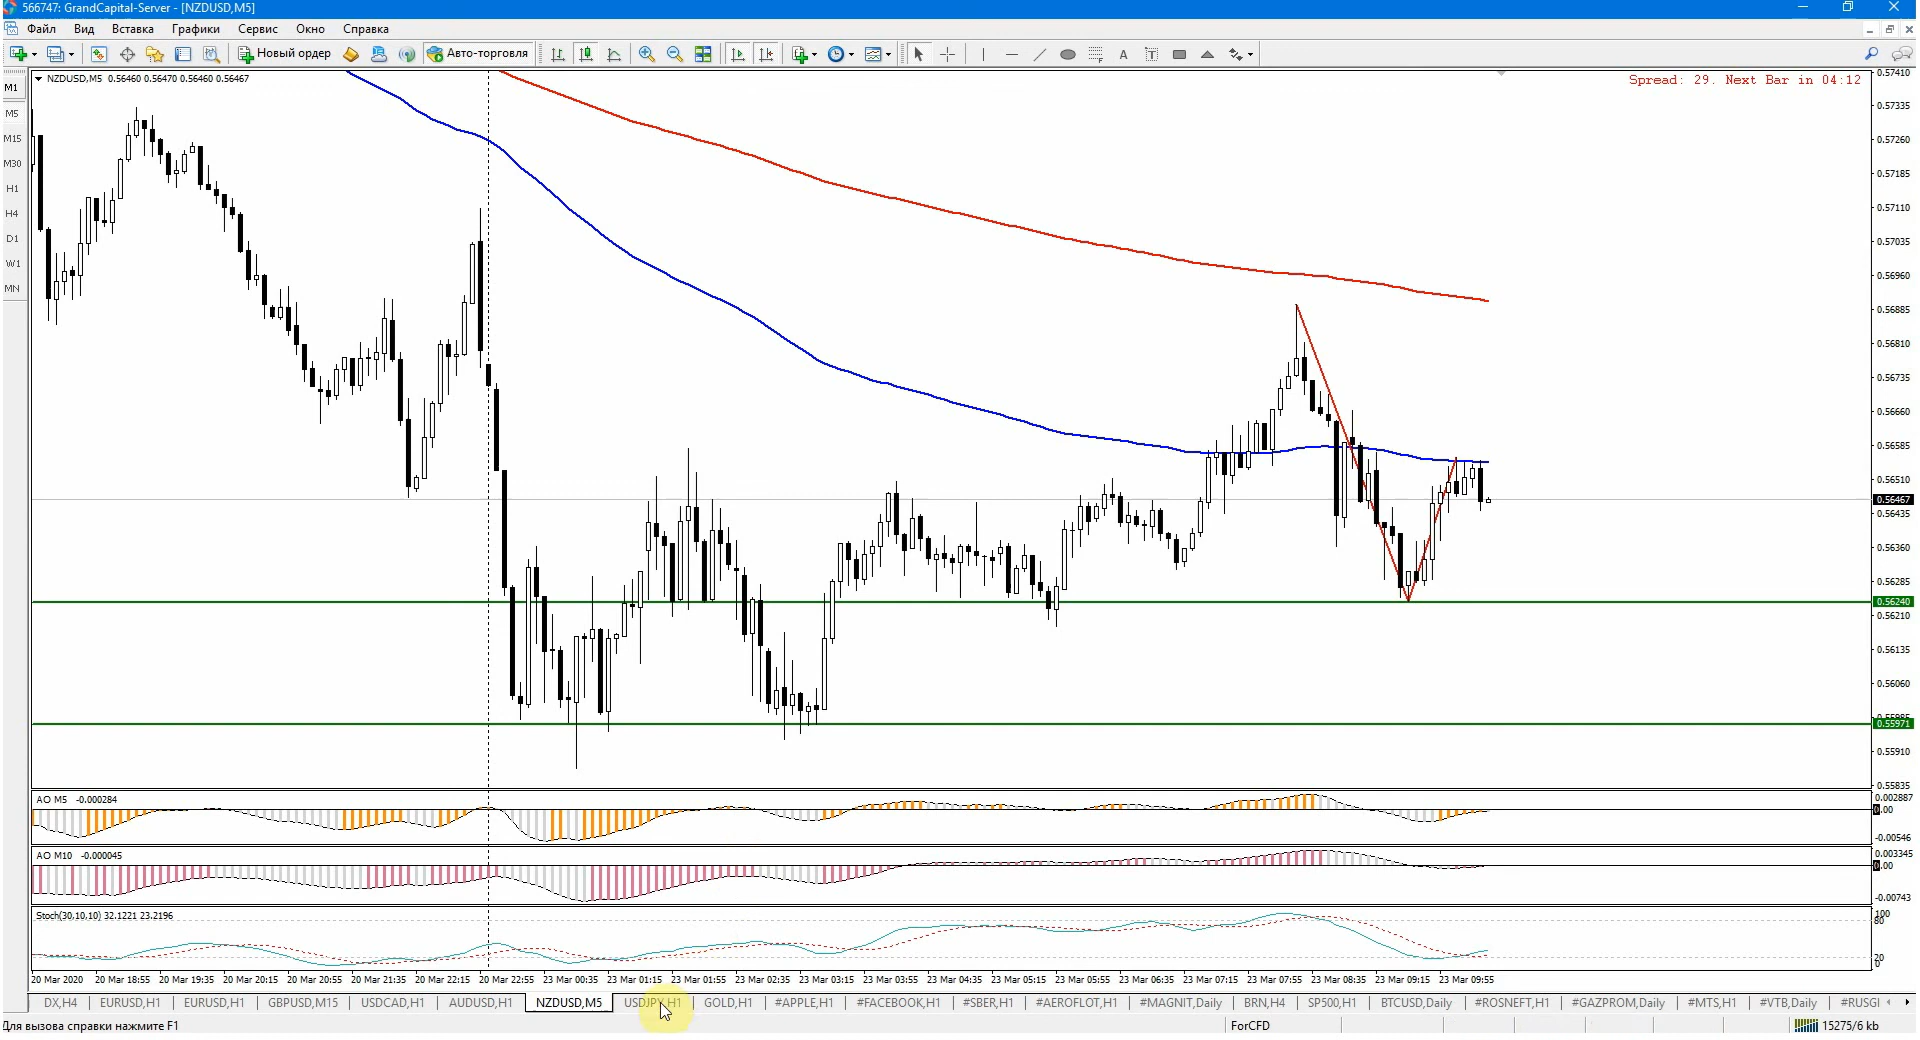 566747: GrandCapital-Server - [NZDUSD,M5]
Файл Вид Вставка Графики Сервис Окно Справка
Новый ордер Авто-торговля A T
M1
M5
M15
M30
H1
H4
D1
W1
MN
NZDUSD,M5 0.56460 0.56470 0.56460 0.56467
Spread: 29. Next Bar in 04:12
0.57410
0.57335
0.57260
0.57185
0.57110
0.57035
0.56960
0.56885
0.56810
0.56735
0.56660
0.56585
0.56510
0.56467
0.56435
0.56360
0.56285
0.56240
0.56210
0.56135
0.56060
0.55971
0.55910
0.55835
AO M5 -0.000284
0.002887
0.00
-0.00546
AO M10 -0.000045
0.003345
0.00
-0.00743
Stoch(30,10,10) 32.1221 23.2196
100
80
20
0
20 Mar 2020 20 Mar 18:55 20 Mar 19:35 20 Mar 20:15 20 Mar 20:55 20 Mar 21:35 20 Mar 22:15 20 Mar 22:55 23 Mar 00:35 23 Mar 01:15 23 Mar 01:55 23 Mar 02:35 23 Mar 03:15 23 Mar 03:55 23 Mar 04:35 23 Mar 05:15 23 Mar 05:55 23 Mar 06:35 23 Mar 07:15 23 Mar 07:55 23 Mar 08:35 23 Mar 09:15 23 Mar 09:55
DX,H4 EURUSD,H1 EURUSD,H1 GBPUSD,M15 USDCAD,H1 AUDUSD,H1 NZDUSD,M5 USDJPY,H1 GOLD,H1 #APPLE,H1 #FACEBOOK,H1 #SBER,H1 #AEROFLOT,H1 #MAGNIT,Daily BRN,H4 SP500,H1 BTCUSD,Daily #ROSNEFT,H1 #GAZPROM,Daily #MTS,H1 #VTB,Daily #RUSGI
Для вызова справки нажмите F1
ForCFD
15275/6 kb